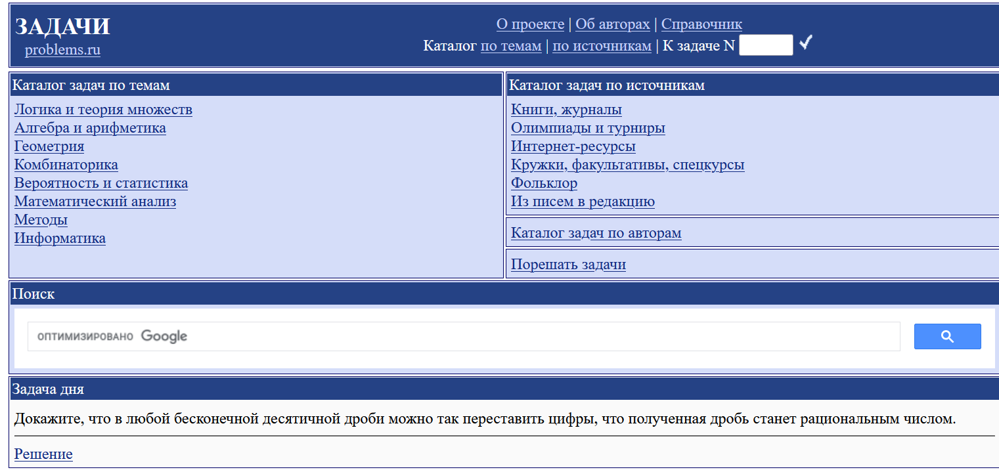 ЗАДАЧИ
problems.ru
О проекте | Об авторах | Справочник
Каталог по темам | по источникам | К задаче N
Каталог задач по темам
Логика и теория множеств
Алгебра и арифметика
Геометрия
Комбинаторика
Вероятность и статистика
Математический анализ
Методы
Информатика
Каталог задач по источникам
Книги, журналы
Олимпиады и турниры
Интернет-ресурсы
Кружки, факультативы, спецкурсы
Фольклор
Из писем в редакцию
Каталог задач по авторам
Порешать задачи
Поиск
оптимизировано Google
Задача дня
Докажите, что в любой бесконечной десятичной дроби можно так переставить цифры, что полученная дробь станет рациональным числом.
Решение